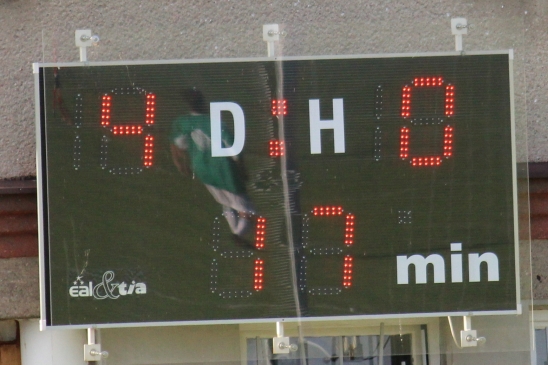 4 D : H 0
17 min
eal&tia